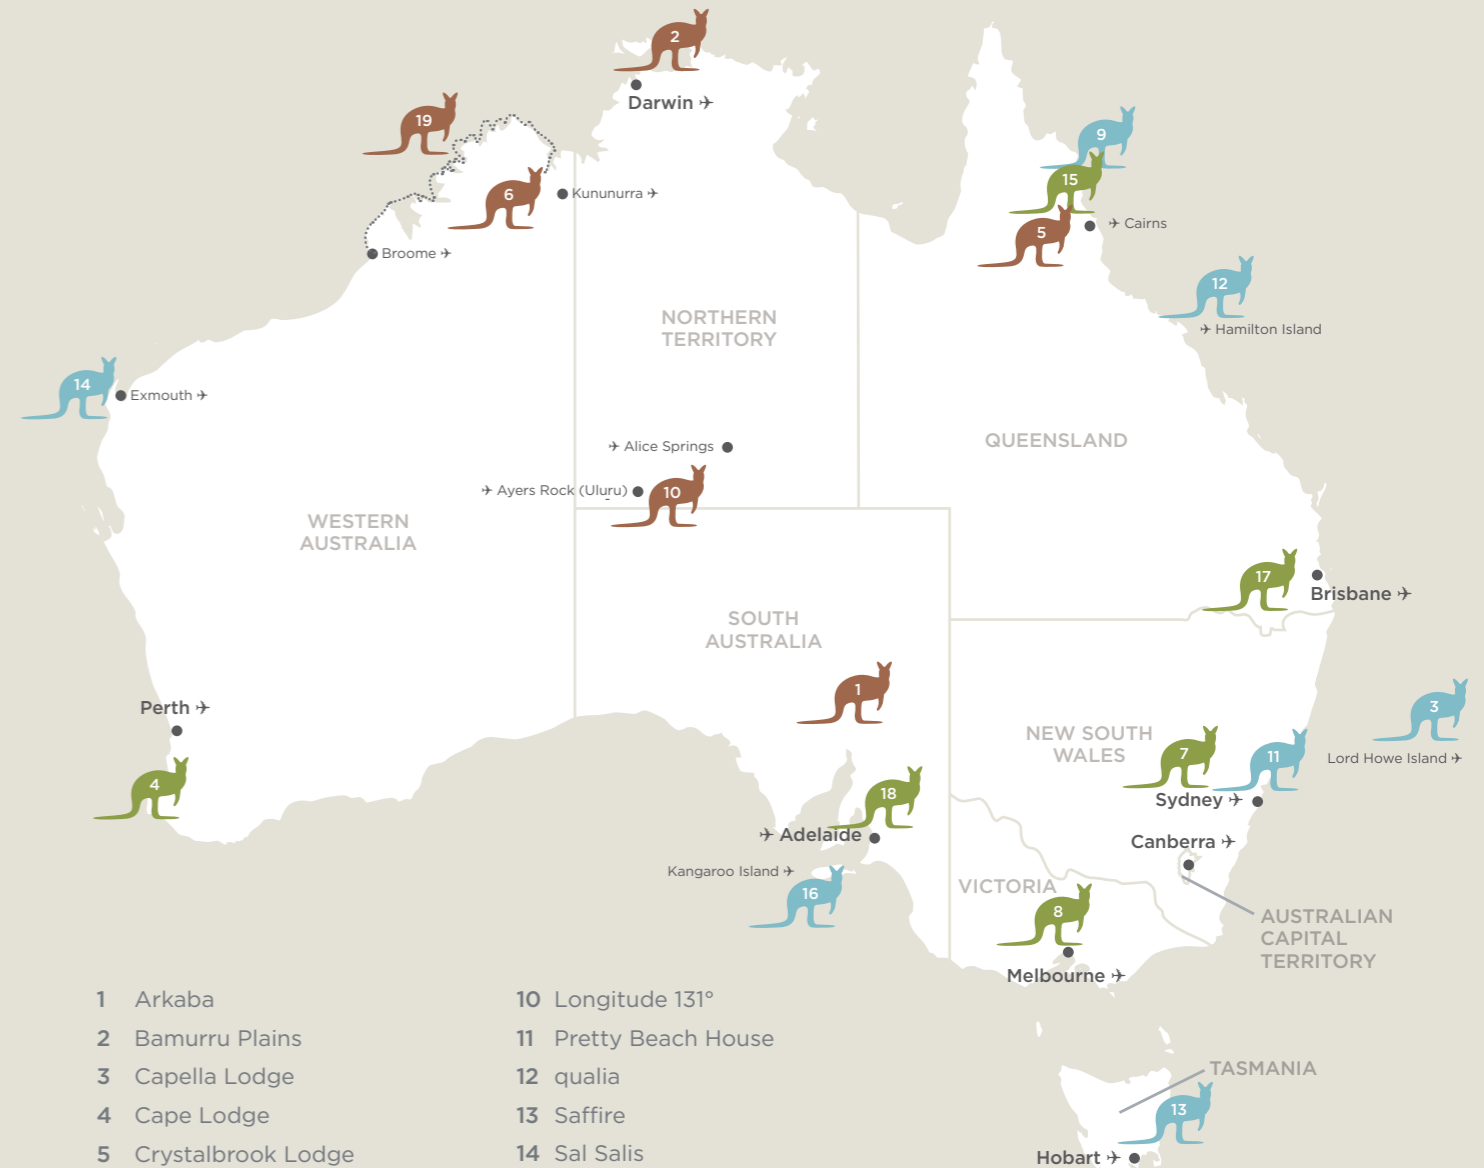 2
Darwin
19
9
15
6
Kununurra
5
Cairns
Broome
12
NORTHERN
TERRITORY
Hamilton Island
14
Exmouth
QUEENSLAND
Alice Springs
Ayers Rock (Uluru)
10
WESTERN
AUSTRALIA
17
Brisbane
SOUTH
AUSTRALIA
1
Perth
3
NEW SOUTH
WALES
7
11
Lord Howe Island
4
18
Sydney
Adelaide
Canberra
Kangaroo Island
16
VICTORIA
8
AUSTRALIAN
CAPITAL
TERRITORY
Melbourne
1 Arkaba
2 Bamurru Plains
3 Capella Lodge
4 Cape Lodge
5 Crystalbrook Lodge
10 Longitude 131°
11 Pretty Beach House
12 qualia
13 Saffire
14 Sal Salis
TASMANIA
13
Hobart